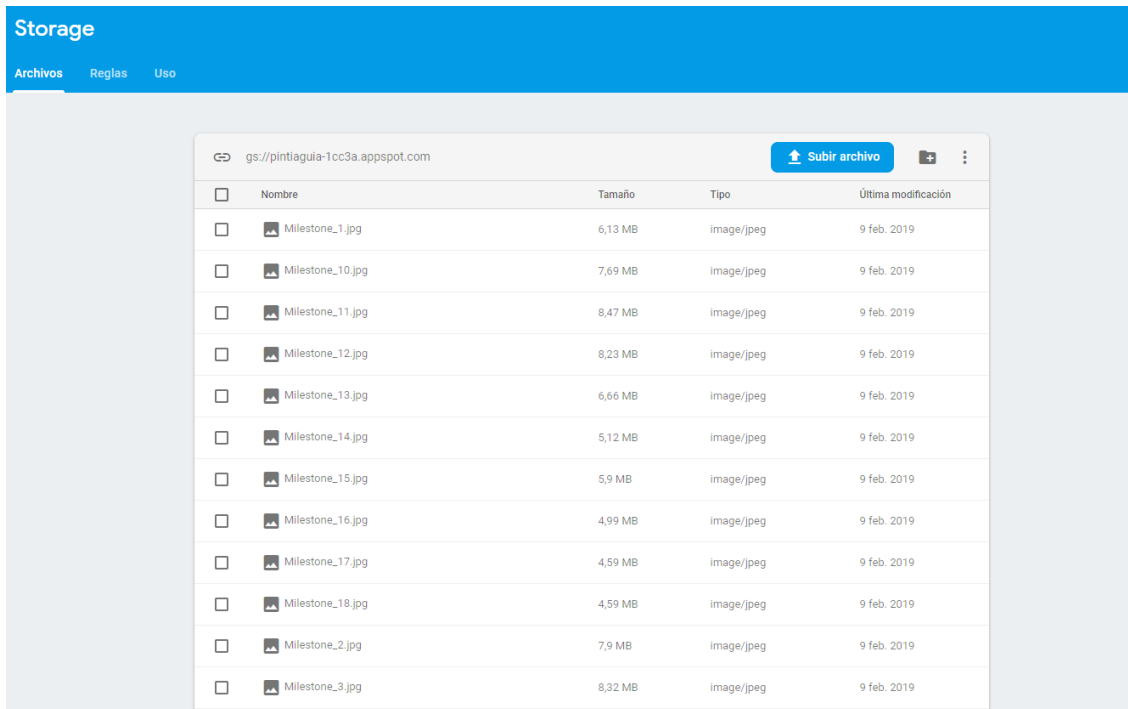 Storage
Archivos Reglas Uso
gs://pintiaguia-1cc3a.appspot.com Subir archivo
Nombre Tamaño Tipo Última modificación
Milestone_1.jpg 6,13 MB image/jpeg 9 feb. 2019
Milestone_10.jpg 7,69 MB image/jpeg 9 feb. 2019
Milestone_11.jpg 8,47 MB image/jpeg 9 feb. 2019
Milestone_12.jpg 8,23 MB image/jpeg 9 feb. 2019
Milestone_13.jpg 6,66 MB image/jpeg 9 feb. 2019
Milestone_14.jpg 5,12 MB image/jpeg 9 feb. 2019
Milestone_15.jpg 5,9 MB image/jpeg 9 feb. 2019
Milestone_16.jpg 4,99 MB image/jpeg 9 feb. 2019
Milestone_17.jpg 4,59 MB image/jpeg 9 feb. 2019
Milestone_18.jpg 4,59 MB image/jpeg 9 feb. 2019
Milestone_2.jpg 7,9 MB image/jpeg 9 feb. 2019
Milestone_3.jpg 8,32 MB image/jpeg 9 feb. 2019